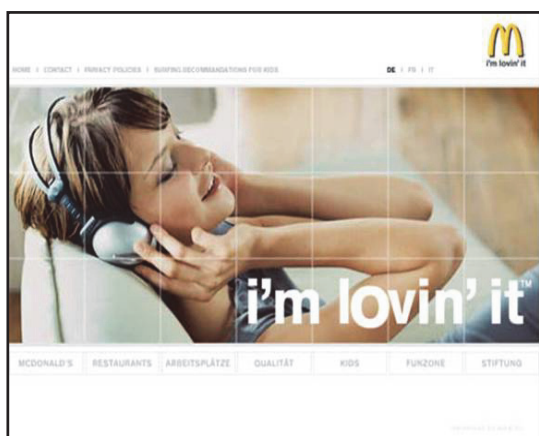 i'm lovin' it
HOME | CONTACT | PRIVACY POLICIES | SURFING RECOMMANDATIONS FOR KIDS
DE | FR | IT
i'm lovin' it™
MCDONALD'S RESTAURANTS ARBEITSPLÄTZE QUALITÄT KIDS FUNZONE STIFTUNG